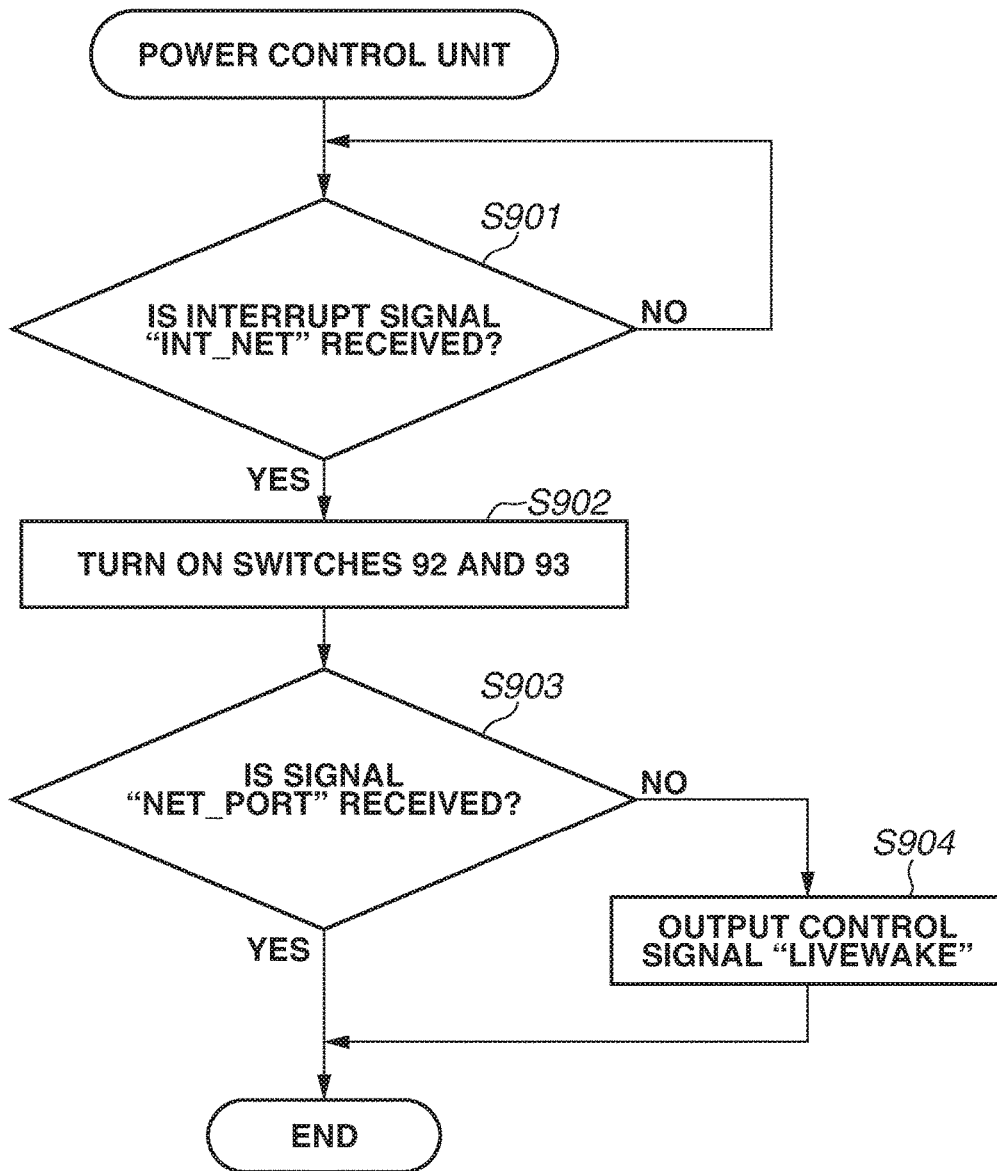 POWER CONTROL UNIT
S901
IS INTERRUPT SIGNAL
“INT_NET” RECEIVED?
NO
YES
S902
TURN ON SWITCHES 92 AND 93
S903
IS SIGNAL
“NET_PORT” RECEIVED?
NO
S904
OUTPUT CONTROL
SIGNAL “LIVEWAKE”
YES
END